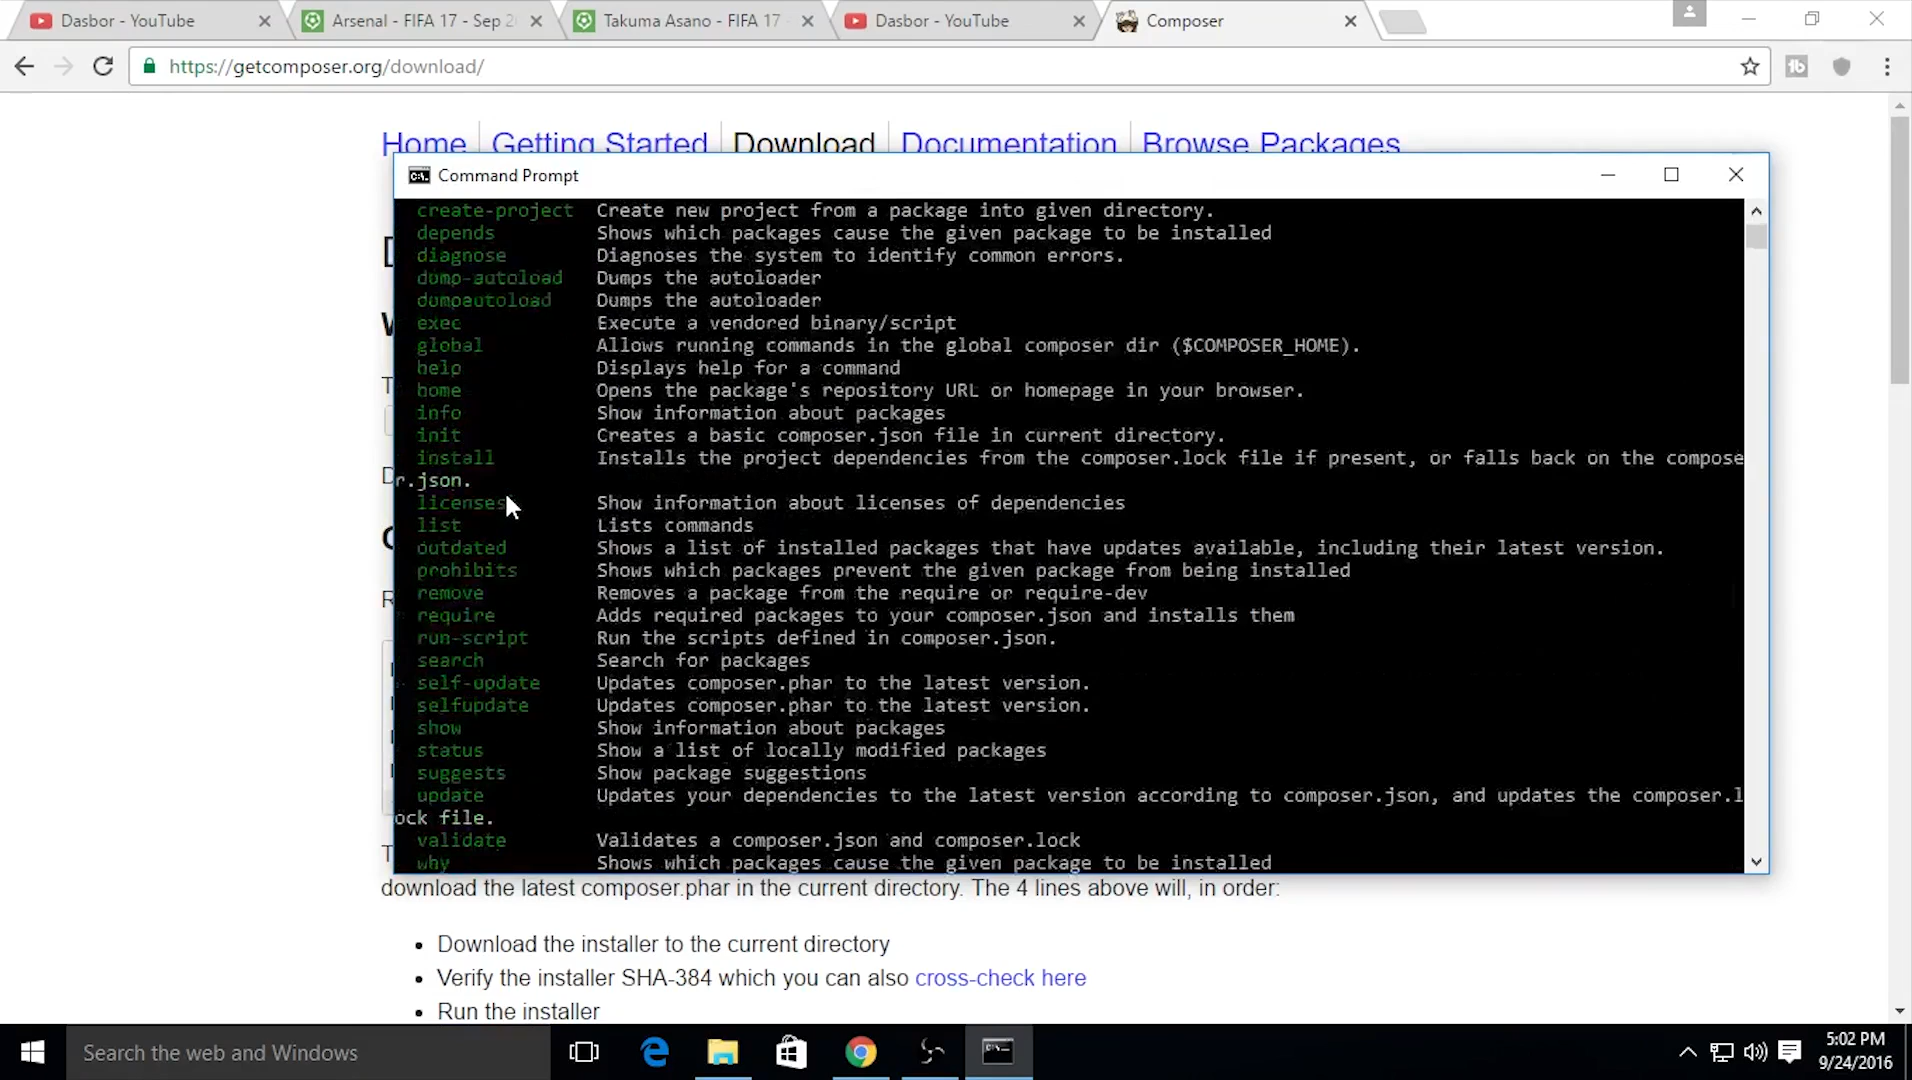 Dasbor - YouTube
Arsenal - FIFA 17 - Sep 2
Takuma Asano - FIFA 17
Dasbor - YouTube
Composer
https://getcomposer.org/download/
Home Getting Started Download Documentation Browse Packages
Command Prompt
create-project Create new project from a package into given directory.
depends Shows which packages cause the given package to be installed
diagnose Diagnoses the system to identify common errors.
dump-autoload Dumps the autoloader
dumpautoload Dumps the autoloader
exec Execute a vendored binary/script
global Allows running commands in the global composer dir ($COMPOSER_HOME).
help Displays help for a command
home Opens the package's repository URL or homepage in your browser.
info Show information about packages
init Creates a basic composer.json file in current directory.
install Installs the project dependencies from the composer.lock file if present, or falls back on the compose
r.json.
licenses Show information about licenses of dependencies
list Lists commands
outdated Shows a list of installed packages that have updates available, including their latest version.
prohibits Shows which packages prevent the given package from being installed
remove Removes a package from the require or require-dev
require Adds required packages to your composer.json and installs them
run-script Run the scripts defined in composer.json.
search Search for packages
self-update Updates composer.phar to the latest version.
selfupdate Updates composer.phar to the latest version.
show Show information about packages
status Show a list of locally modified packages
suggests Show package suggestions
update Updates your dependencies to the latest version according to composer.json, and updates the composer.l
ock file.
validate Validates a composer.json and composer.lock
why Shows which packages cause the given package to be installed
download the latest composer.phar in the current directory. The 4 lines above will, in order:
• Download the installer to the current directory
• Verify the installer SHA-384 which you can also cross-check here
• Run the installer
Search the web and Windows
5:02 PM
9/24/2016